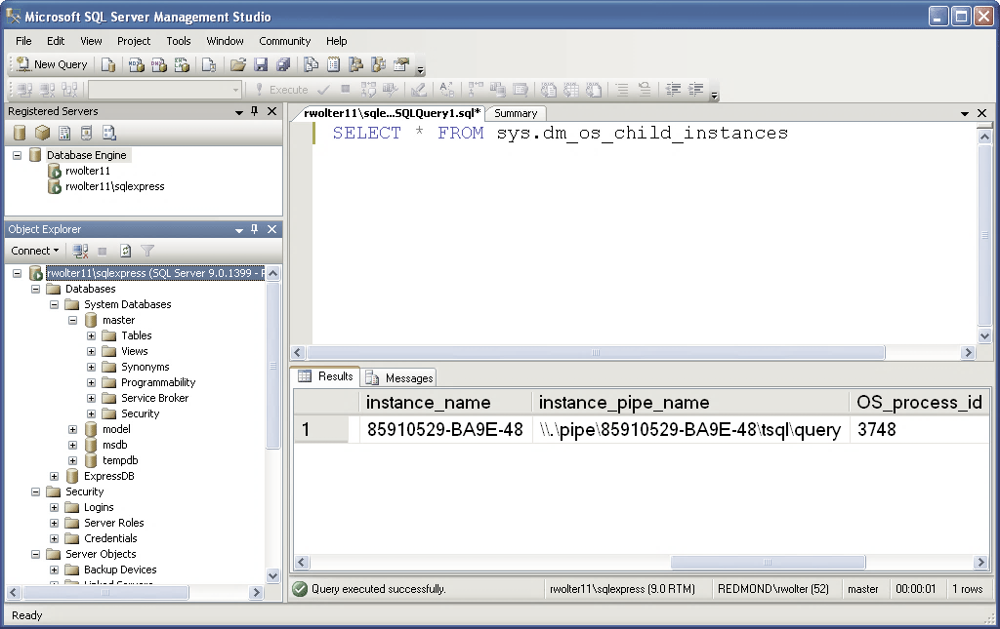 Microsoft SQL Server Management Studio
File Edit View Project Tools Window Community Help
New Query
Execute
Registered Servers
Database Engine
rwolter11
rwolter11\sqlexpress
Object Explorer
Connect
rwolter11\sqlexpress (SQL Server 9.0.1399 -
Databases
System Databases
master
Tables
Views
Synonyms
Programmability
Service Broker
Security
model
msdb
tempdb
ExpressDB
Security
Logins
Server Roles
Credentials
Server Objects
Backup Devices
rwolter11\sqle...SQLQuery1.sql* Summary
SELECT * FROM sys.dm_os_child_instances
Results Messages
instance_name instance_pipe_name OS_process_id
1 85910529-BA9E-48 \\.\pipe\85910529-BA9E-48\tsql\query 3748
Query executed successfully. rwolter11\sqlexpress (9.0 RTM) REDMOND\rwolter (52) master 00:00:01 1 rows
Ready